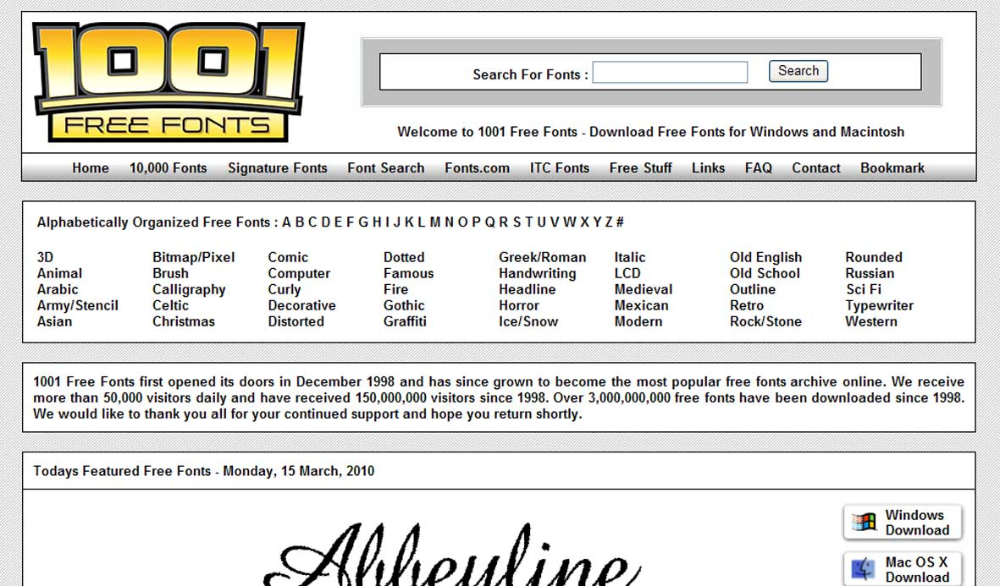 1001
FREE FONTS
Search For Fonts : Search
Welcome to 1001 Free Fonts - Download Free Fonts for Windows and Macintosh
Home 10,000 Fonts Signature Fonts Font Search Fonts.com ITC Fonts Free Stuff Links FAQ Contact Bookmark
Alphabetically Organized Free Fonts : A B C D E F G H I J K L M N O P Q R S T U V W X Y Z #
3D Bitmap/Pixel Comic Dotted Greek/Roman Italic Old English Rounded
Animal Brush Computer Famous Handwriting LCD Old School Russian
Arabic Calligraphy Curly Fire Headline Medieval Outline Sci Fi
Army/Stencil Celtic Decorative Gothic Horror Mexican Retro Typewriter
Asian Christmas Distorted Graffiti Ice/Snow Modern Rock/Stone Western
1001 Free Fonts first opened its doors in December 1998 and has since grown to become the most popular free fonts archive online. We receive
more than 50,000 visitors daily and have received 150,000,000 visitors since 1998. Over 3,000,000,000 free fonts have been downloaded since 1998.
We would like to thank you all for your continued support and hope you return shortly.
Todays Featured Free Fonts - Monday, 15 March, 2010
Abbeyline
Windows
Download
Mac OS X
Download